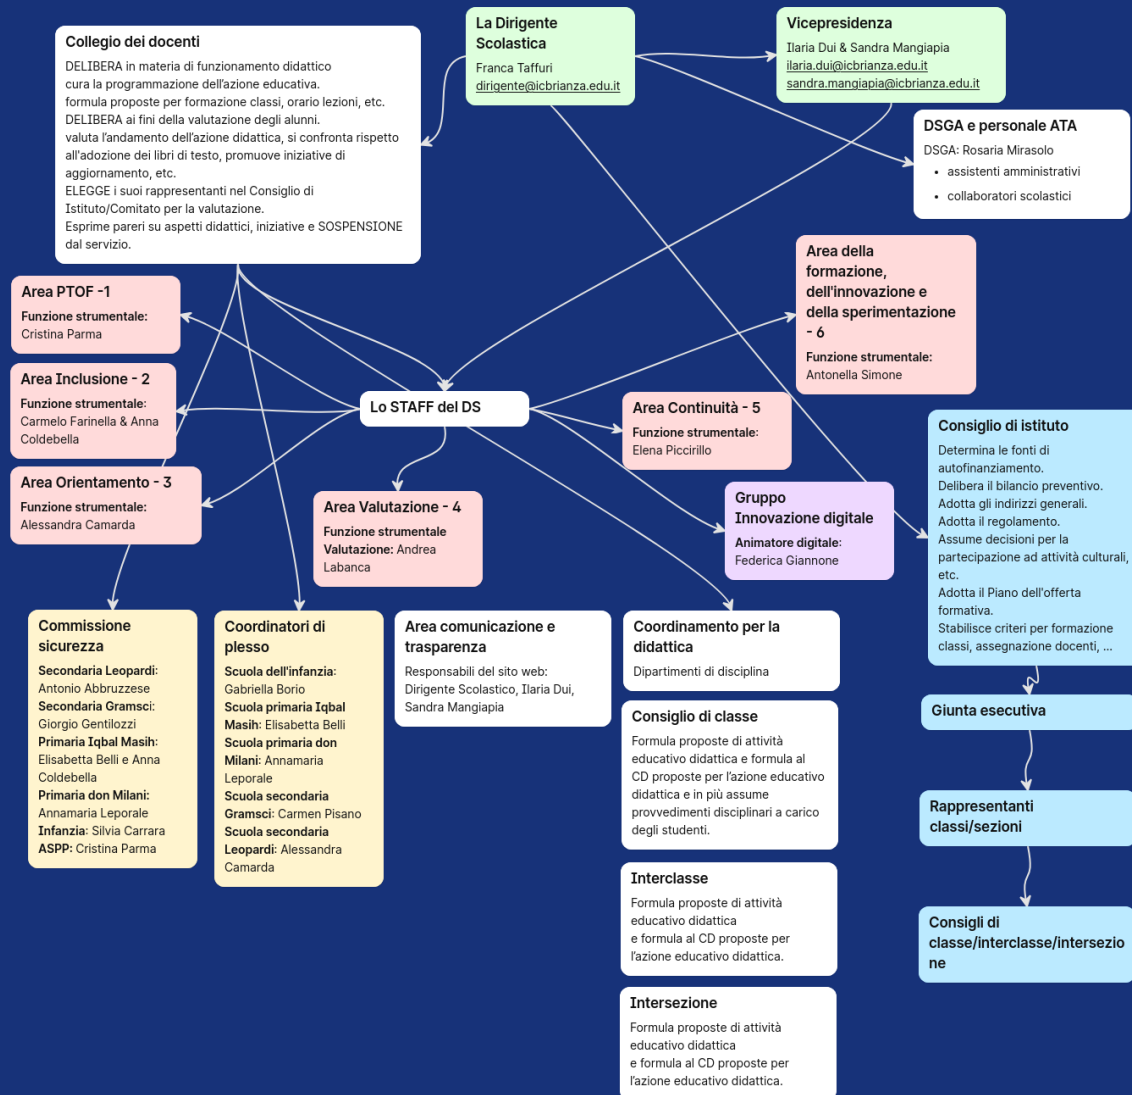 La Dirigente
Scolastica
Franca Taffuri
dirigente@icbrianza.edu.it
Vicepresidenza
Ilaria Dui & Sandra Mangiapia
ilaria.dui@icbrianza.edu.it
sandra.mangiapia@icbrianza.edu.it
Collegio dei docenti
DELIBERA in materia di funzionamento didattico
cura la programmazione dell’azione educativa.
formula proposte per formazione classi, orario lezioni, etc.
DELIBERA ai fini della valutazione degli alunni.
valuta l’andamento dell’azione didattica, si confronta rispetto
all'adozione dei libri di testo, promuove iniziative di
aggiornamento, etc.
ELEGGE i suoi rappresentanti nel Consiglio di
Istituto/Comitato per la valutazione.
Esprime pareri su aspetti didattici, iniziative e SOSPENSIONE
dal servizio.
DSGA e personale ATA
DSGA: Rosaria Mirasolo
• assistenti amministrativi
• collaboratori scolastici
Area PTOF -1
Funzione strumentale:
Cristina Parma
Area della
formazione,
dell'innovazione e
della sperimentazione
- 6
Funzione strumentale:
Antonella Simone
Area Inclusione - 2
Funzione strumentale:
Carmelo Farinella & Anna
Coldebella
Lo STAFF del DS
Area Continuità - 5
Funzione strumentale:
Elena Piccirillo
Area Orientamento - 3
Funzione strumentale:
Alessandra Camarda
Area Valutazione - 4
Funzione strumentale
Valutazione: Andrea
Labanca
Gruppo
Innovazione digitale
Animatore digitale:
Federica Giannone
Consiglio di istituto
Determina le fonti di
autofinanziamento.
Delibera il bilancio preventivo.
Adotta gli indirizzi generali.
Adotta il regolamento.
Assume decisioni per la
partecipazione ad attività culturali,
etc.
Adotta il Piano dell'offerta
formativa.
Stabilisce criteri per formazione
classi, assegnazione docenti, ...
Commissione
sicurezza
Secondaria Leopardi:
Antonio Abbruzzese
Secondaria Gramsci:
Giorgio Gentilozzi
Primaria Iqbal Masih:
Elisabetta Belli e Anna
Coldebella
Primaria don Milani:
Annamaria Leporale
Infanzia: Silvia Carrara
ASPP: Cristina Parma
Coordinatori di
plesso
Scuola dell'infanzia:
Gabriella Borio
Scuola primaria Iqbal
Masih: Elisabetta Belli
Scuola primaria don
Milani: Annamaria
Leporale
Scuola secondaria
Gramsci: Carmen Pisano
Scuola secondaria
Leopardi: Alessandra
Camarda
Area comunicazione e
trasparenza
Responsabili del sito web:
Dirigente Scolastico, Ilaria Dui,
Sandra Mangiapia
Coordinamento per la
didattica
Dipartimenti di disciplina
Consiglio di classe
Formula proposte di attività
educativo didattica e formula al
CD proposte per l’azione educativo
didattica e in più assume
provvedimenti disciplinari a carico
degli studenti.
Interclasse
Formula proposte di attività
educativo didattica
e formula al CD proposte per
l’azione educativo didattica.
Intersezione
Formula proposte di attività
educativo didattica
e formula al CD proposte per
l’azione educativo didattica.
Giunta esecutiva
Rappresentanti
classi/sezioni
Consigli di
classe/interclasse/intersezio
ne